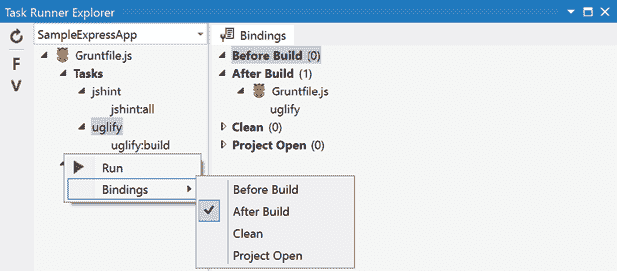 Task Runner Explorer
SampleExpressApp
Gruntfile.js
Tasks
jshint
jshint:all
uglify
uglify:build
F
V
Run
Bindings
Before Build
After Build
Clean
Project Open
Bindings
Before Build (0)
After Build (1)
Gruntfile.js
uglify
Clean (0)
Project Open (0)